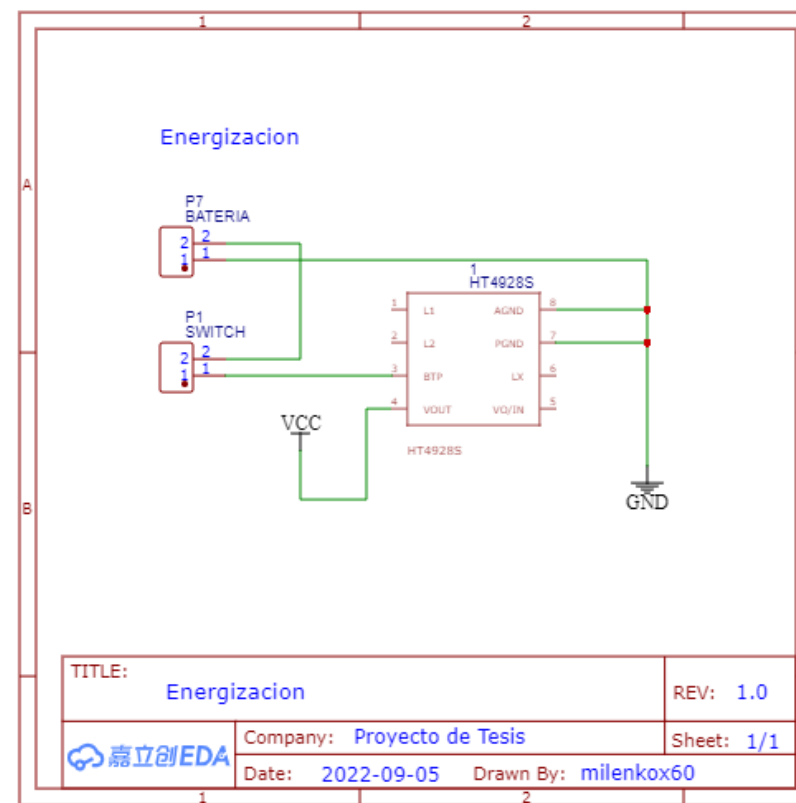 1 2
Energizacion
A
P7
BATERIA
2 2
1 1
1
HT4928S
1 L1 AGND 8
P1
SWITCH
2 L2 PGND 7
2 2
1 1
3 BTP LX 6
4 VOUT VO/IN 5
VCC
HT4928S
B
GND
TITLE:
Energizacion
REV: 1.0
嘉立创EDA
Company: Proyecto de Tesis
Sheet: 1/1
Date: 2022-09-05 Drawn By: milenkox60
1 2